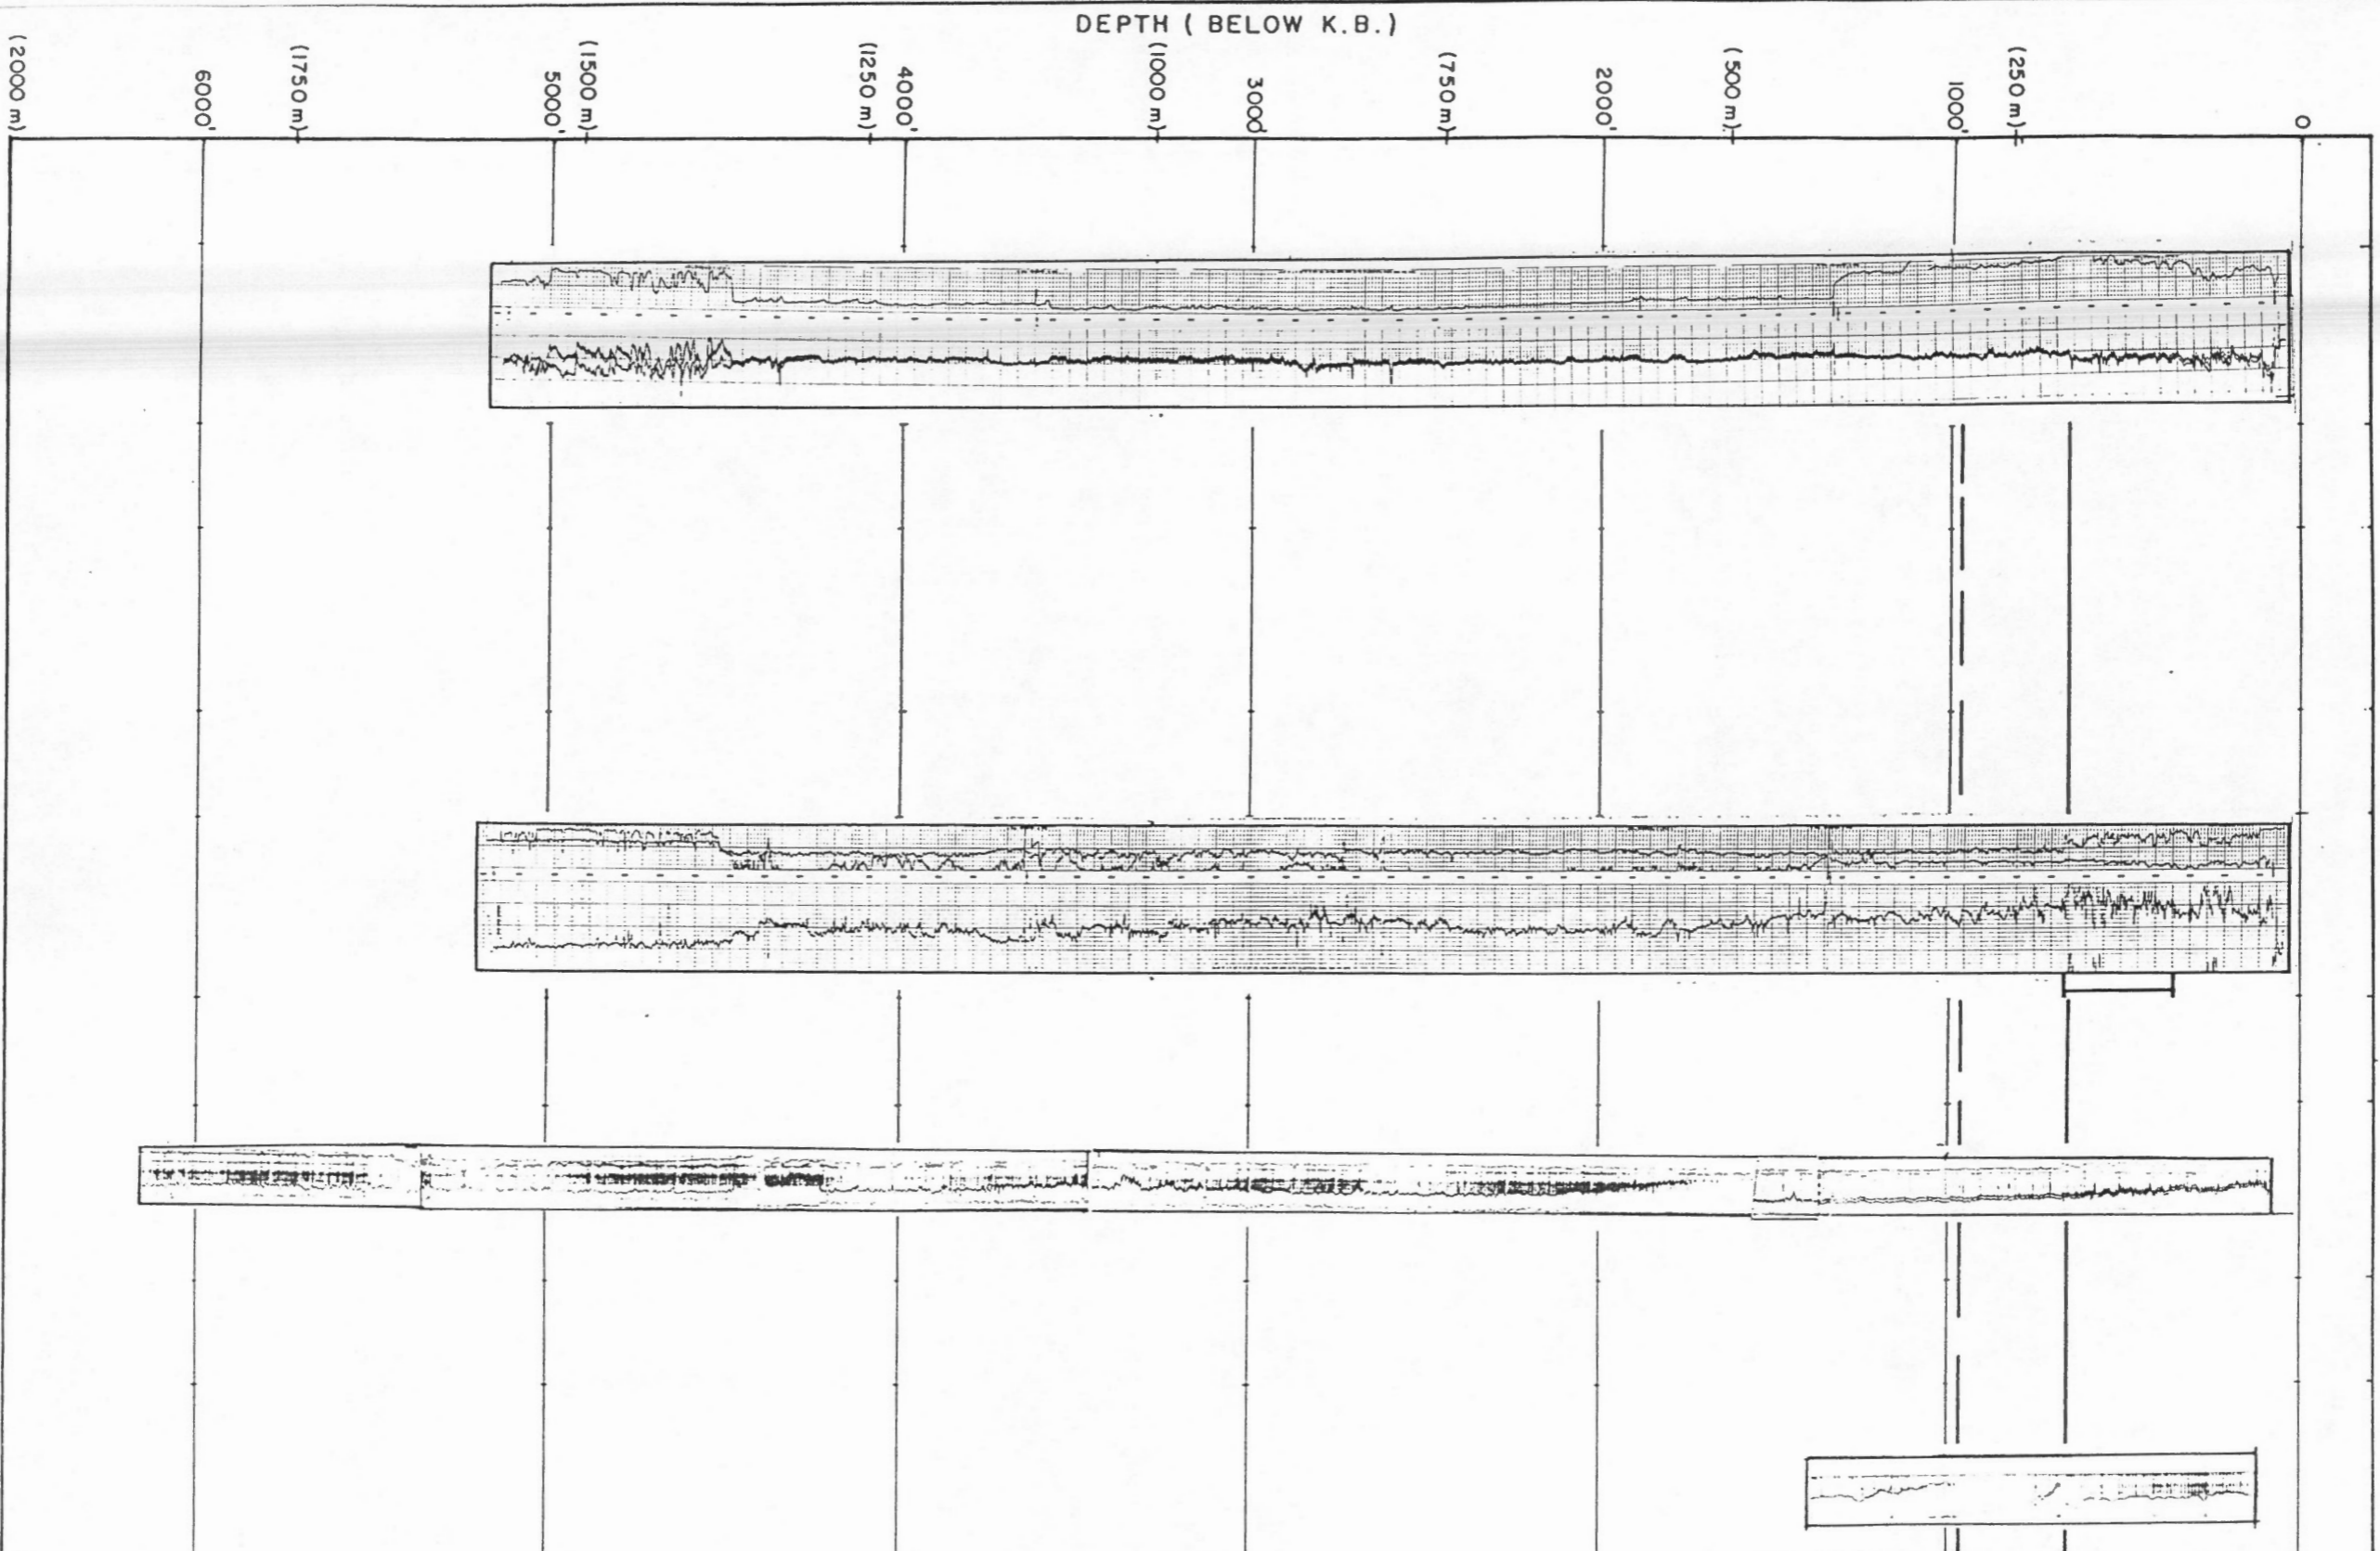 DEPTH ( BELOW K.B.)
(2000 m)
6000'
(1750 m)
5000'
(1500 m)
(1250 m)
4000'
(1000 m)
3000'
(750 m)
2000'
(500 m)
1000'
(250 m)
0